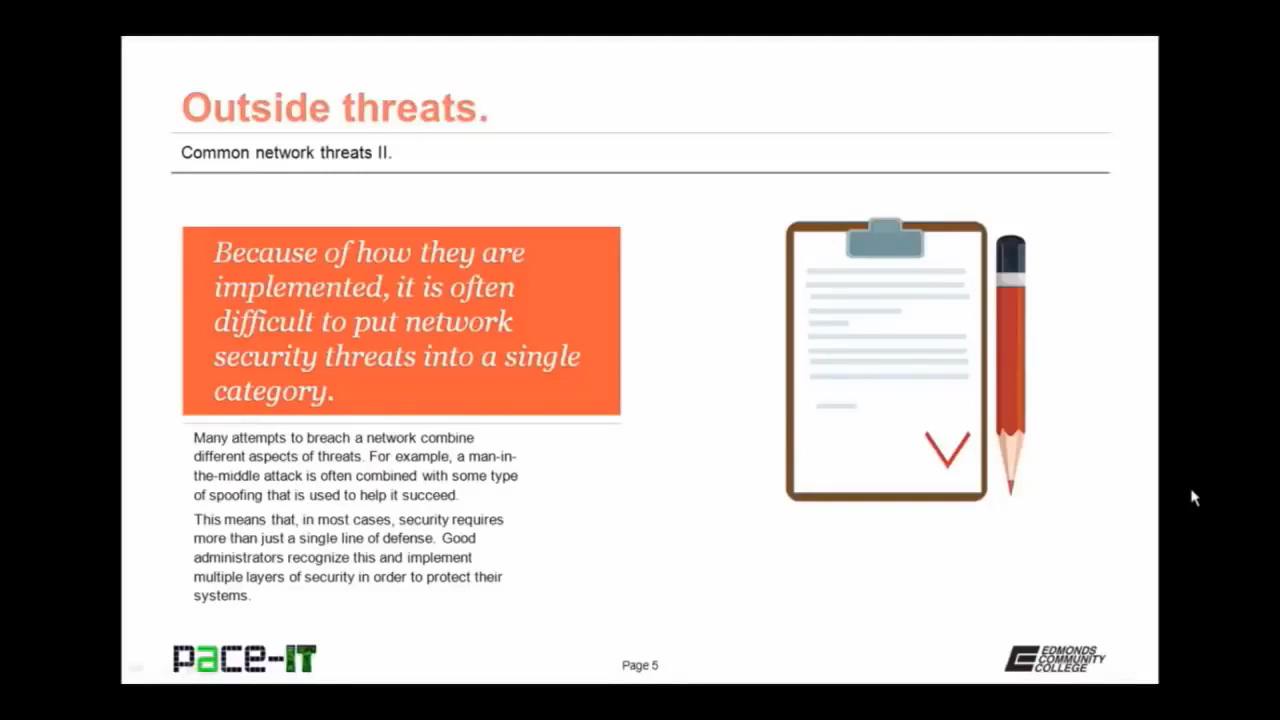 Outside threats.
Common network threats II.
Because of how they are
implemented, it is often
difficult to put network
security threats into a single
category.
Many attempts to breach a network combine
different aspects of threats. For example, a man-in-
the-middle attack is often combined with some type
of spoofing that is used to help it succeed.
This means that, in most cases, security requires
more than just a single line of defense. Good
administrators recognize this and implement
multiple layers of security in order to protect their
systems.
pace-IT
Page 5
EDMONDS
COMMUNITY
COLLEGE